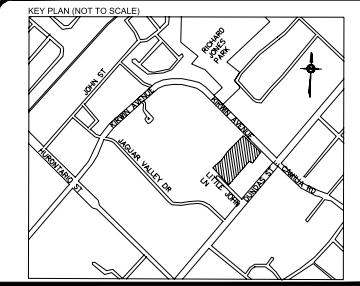 KEY PLAN (NOT TO SCALE)
RICHARD
JONES
PARK
JOHN ST
KIRWIN AVENUE
KIRWIN AVENUE
JAGUAR VALLEY DR
HURONTARIO ST
LITTLE JOHN
LN
DUNDAS ST
CAMILLA RD